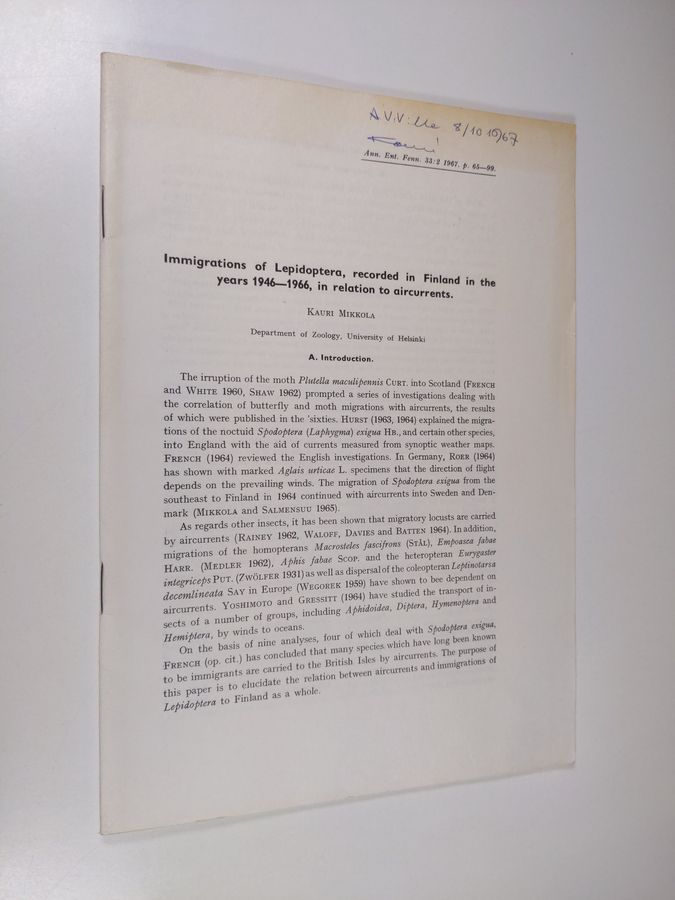 AViVille 8/10 1967
Kauri
Ann. Ent. Fenn. 33:2 1967. p. 65—99.
Immigrations of Lepidoptera, recorded in Finland in the
years 1946—1966, in relation to aircurrents.
KAURI MIKKOLA
Department of Zoology, University of Helsinki
A. Introduction.
The irruption of the moth Plutella maculipennis CURT. into Scotland (FRENCH
and WHITE 1960, SHAW 1962) prompted a series of investigations dealing with
the correlation of butterfly and moth migrations with aircurrents, the results
of which were published in the 'sixties. HURST (1963, 1964) explained the migra-
tions of the noctuid Spodoptera (Laphygma) exigua HB., and certain other species,
into England with the aid of currents measured from synoptic weather maps.
FRENCH (1964) reviewed the English investigations. In Germany, ROER (1964)
has shown with marked Aglais urticae L. specimens that the direction of flight
depends on the prevailing winds. The migration of Spodoptera exigua from the
southeast to Finland in 1964 continued with aircurrents into Sweden and Den-
mark (MIKKOLA and SALMENSUU 1965).
As regards other insects, it has been shown that migratory locusts are carried
by aircurrents (RAINEY 1962, WALOFF, DAVIES and BATTEN 1964). In addition,
migrations of the homopterans Macrosteles fascifrons (STÅL), Empoasca fabae
HARR. (MEDLER 1962), Aphis fabae SCOP. and the heteropteran Eurygaster
integriceps PUT. (ZWÖLFER 1931) as well as dispersal of the coleopteran Leptinotarsa
decemlineata SAY in Europe (WEGOREK 1959) have shown to bee dependent on
aircurrents. YOSHIMOTO and GRESSITT (1964) have studied the transport of in-
sects of a number of groups, including Aphidoidea, Diptera, Hymenoptera and
Hemiptera, by winds to oceans.
On the basis of nine analyses, four of which deal with Spodoptera exigua,
FRENCH (op. cit.) has concluded that many species which have long been known
to be immigrants are carried to the British Isles by aircurrents. The purpose of
this paper is to elucidate the relation between aircurrents and immigrations of
Lepidoptera to Finland as a whole.